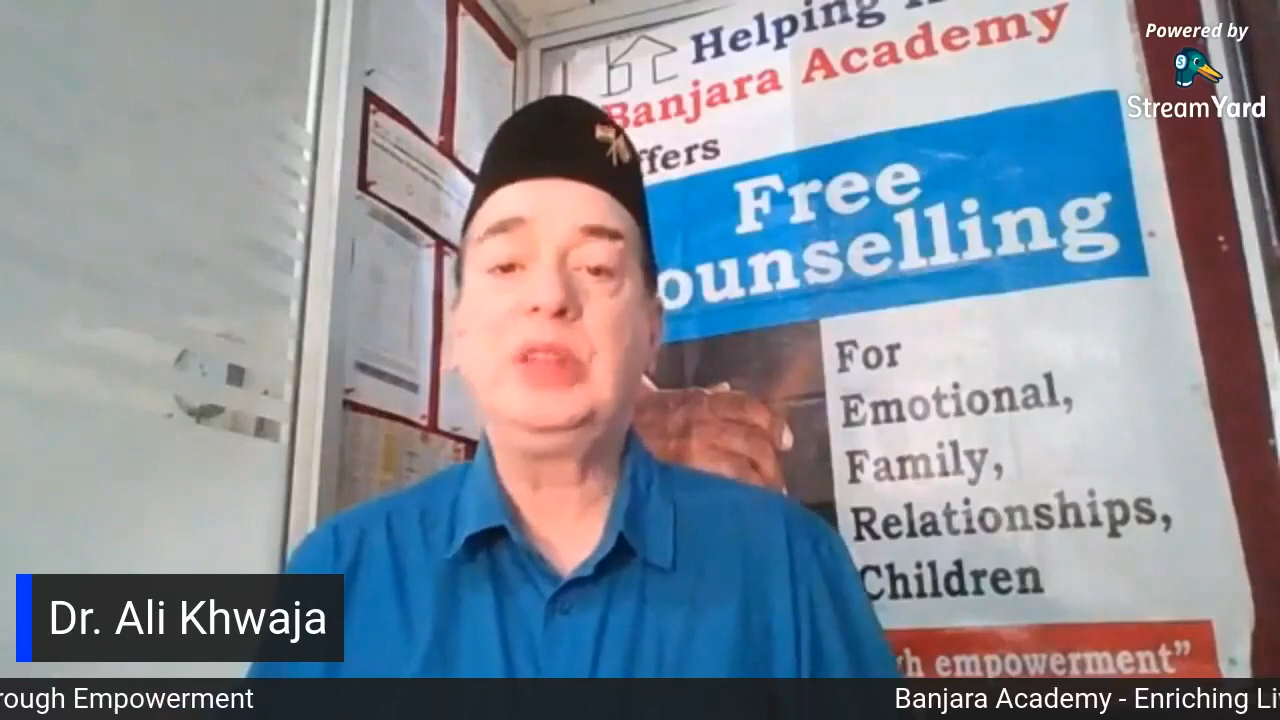 Powered by
StreamYard
Helping
Banjara Academy
ffers
Free
ounselling
For
Emotional,
Family,
Relationships,
Children
gh empowerment”
Dr. Ali Khwaja
rough Empowerment
Banjara Academy - Enriching Li